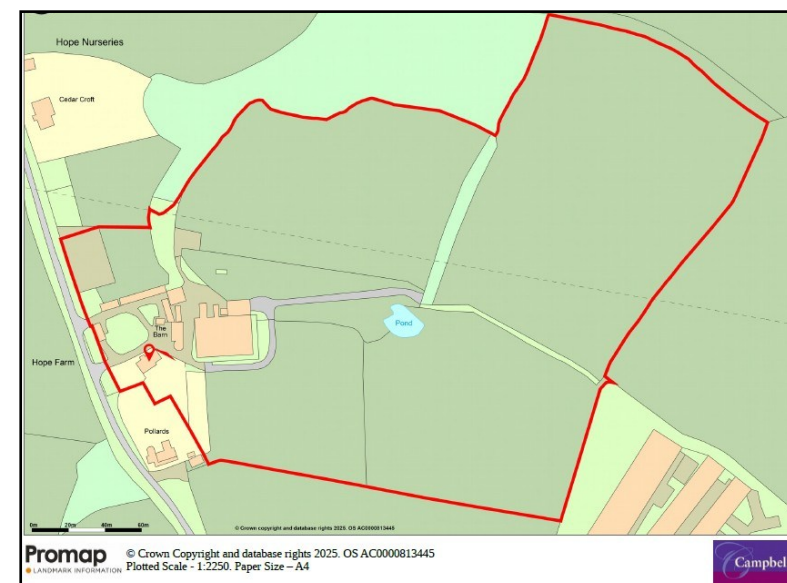 Hope Nurseries
Cedar Croft
The
Barn
Hope Farm
Pond
Pollards
0m 20m 40m 60m
© Crown copyright and database rights 2025. OS AC0000813445
Promap
LANDMARK INFORMATION
© Crown Copyright and database rights 2025. OS AC0000813445
Plotted Scale - 1:2250. Paper Size – A4
Campbel